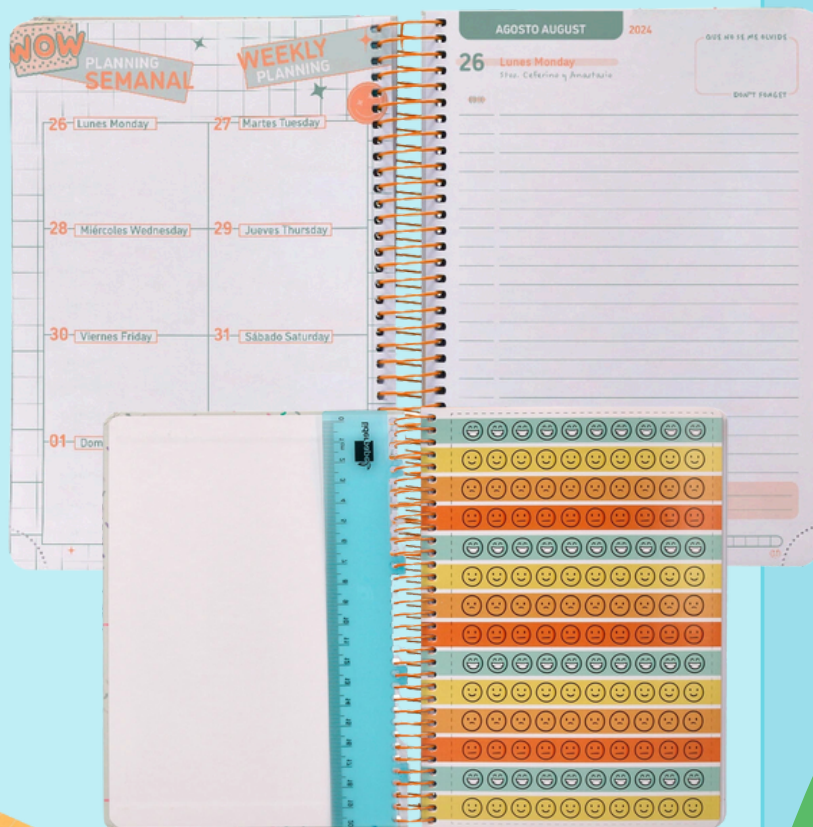 WOW
PLANNING
SEMANAL
WEEKLY
PLANNING
26 Lunes Monday
27 Martes Tuesday
28 Miércoles Wednesday
29 Jueves Thursday
30 Viernes Friday
31 Sábado Saturday
01 Dom
AGOSTO AUGUST 2024
26 Lunes Monday
Stos. Ceferino y Anastasio
QUE NO SE ME OLVIDE
DON'T FORGET